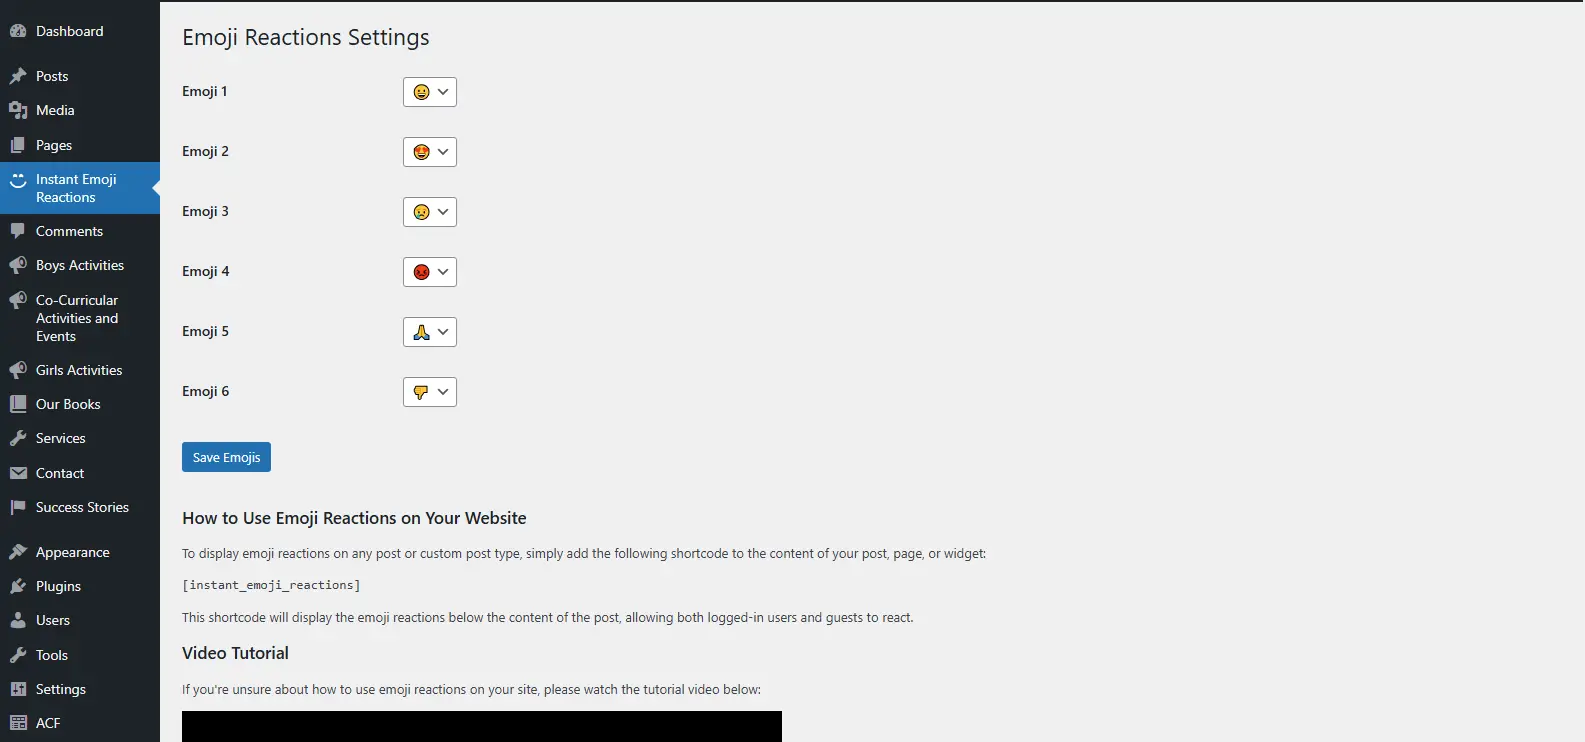 Dashboard
Posts
Media
Pages
Instant Emoji
Reactions
Comments
Boys Activities
Co-Curricular
Activities and
Events
Girls Activities
Our Books
Services
Contact
Success Stories
Appearance
Plugins
Users
Tools
Settings
ACF
Emoji Reactions Settings
Emoji 1
Emoji 2
Emoji 3
Emoji 4
Emoji 5
Emoji 6
Save Emojis
How to Use Emoji Reactions on Your Website
To display emoji reactions on any post or custom post type, simply add the following shortcode to the content of your post, page, or widget:
[instant_emoji_reactions]
This shortcode will display the emoji reactions below the content of the post, allowing both logged-in users and guests to react.
Video Tutorial
If you're unsure about how to use emoji reactions on your site, please watch the tutorial video below: